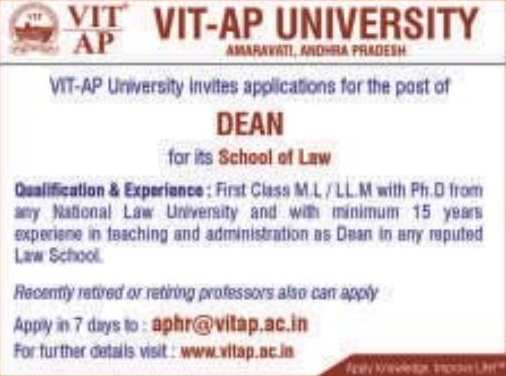 VIT
VIT®
AP
VIT-AP UNIVERSITY
AMARAVATI, ANDHRA PRADESH
VIT-AP University invites applications for the post of
DEAN
for its School of Law
Qualification & Experience : First Class M.L / LL.M with Ph.D from
any National Law University and with minimum 15 years
experiene in teaching and administration as Dean in any reputed
Law School.
Recently retired or retiring professors also can apply
Apply in 7 days to : aphr@vitap.ac.in
For further details visit : www.vitap.ac.in
Apply Knowledge. Improve Life!™